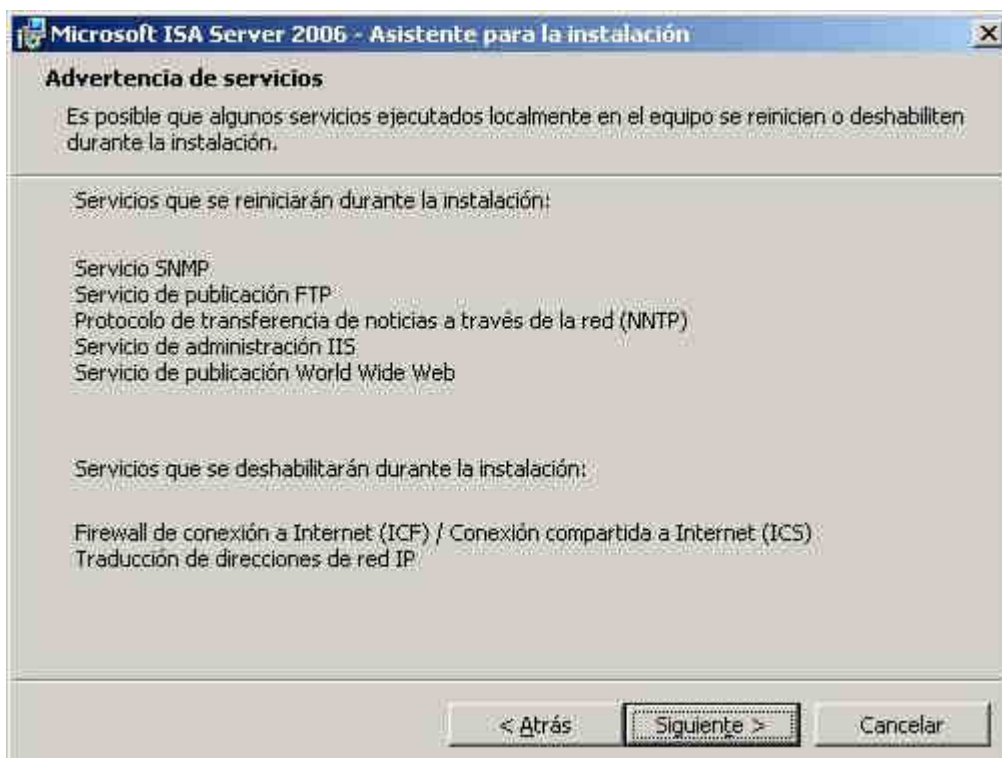 Microsoft ISA Server 2006 - Asistente para la instalación
Advertencia de servicios
Es posible que algunos servicios ejecutados localmente en el equipo se reinicien o deshabiliten
durante la instalación.
Servicios que se reiniciarán durante la instalación:
Servicio SNMP
Servicio de publicación FTP
Protocolo de transferencia de noticias a través de la red (NNTP)
Servicio de administración IIS
Servicio de publicación World Wide Web
Servicios que se deshabilitarán durante la instalación:
Firewall de conexión a Internet (ICF) / Conexión compartida a Internet (ICS)
Traducción de direcciones de red IP
< Atrás
Siguiente >
Cancelar